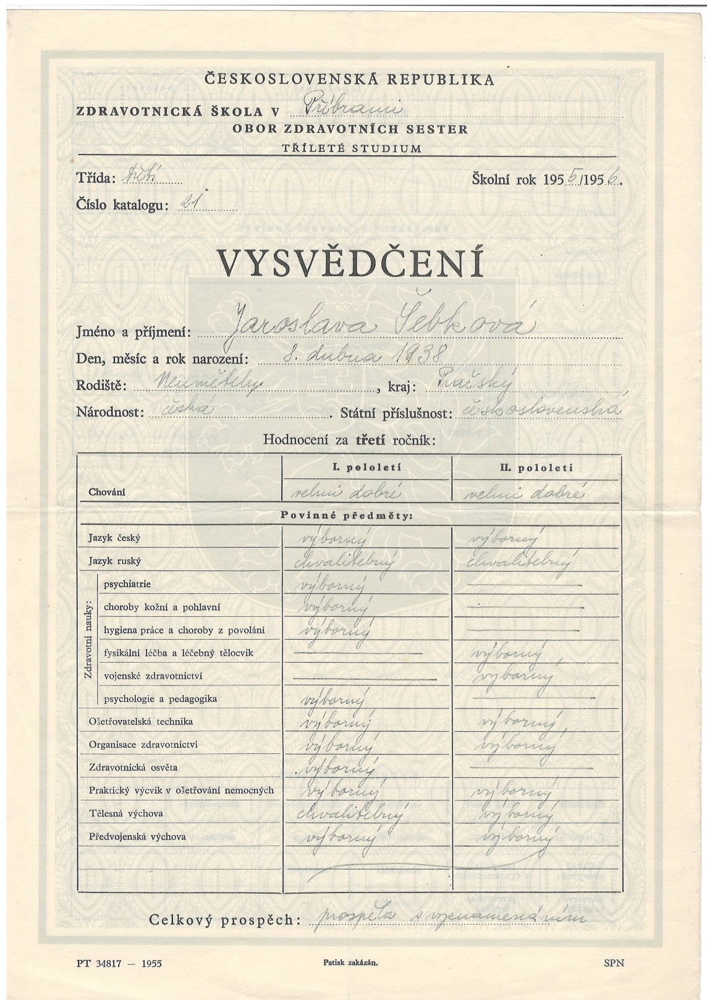 ČESKOSLOVENSKÁ REPUBLIKA
ZDRAVOTNICKÁ ŠKOLA V Příbrami
OBOR ZDRAVOTNÍCH SESTER
TŘÍLETÉ STUDIUM
Třída: třetí Školní rok 1955/1956.
Číslo katalogu: 21
VYSVĚDČENÍ
Jméno a příjmení: Jaroslava Šebková
Den, měsíc a rok narození: 8. dubna 1938
Rodiště: Neumětely, kraj: Pražský
Národnost: česká. Státní příslušnost: československá
Hodnocení za třetí ročník:
I. pololetí II. pololetí
Chování velmi dobré velmi dobré
Povinné předměty:
Jazyk český výborný výborný
Jazyk ruský chvalitebný chvalitebný
Zdravotní nauky:
psychiatrie výborný
choroby kožní a pohlavní výborný
hygiena práce a choroby z povolání výborný
fysikální léčba a léčebný tělocvik výborný
vojenské zdravotnictví výborný
psychologie a pedagogika výborný
Ošetřovatelská technika výborný výborný
Organisace zdravotnictví výborný výborný
Zdravotnická osvěta výborný
Praktický výcvik v ošetřování nemocných výborný výborný
Tělesná výchova chvalitebný výborný
Předvojenská výchova výborný výborný
Celkový prospěch: prospěla s vyznamenáním
PT 34817 — 1955 Patisk zakázán. SPN